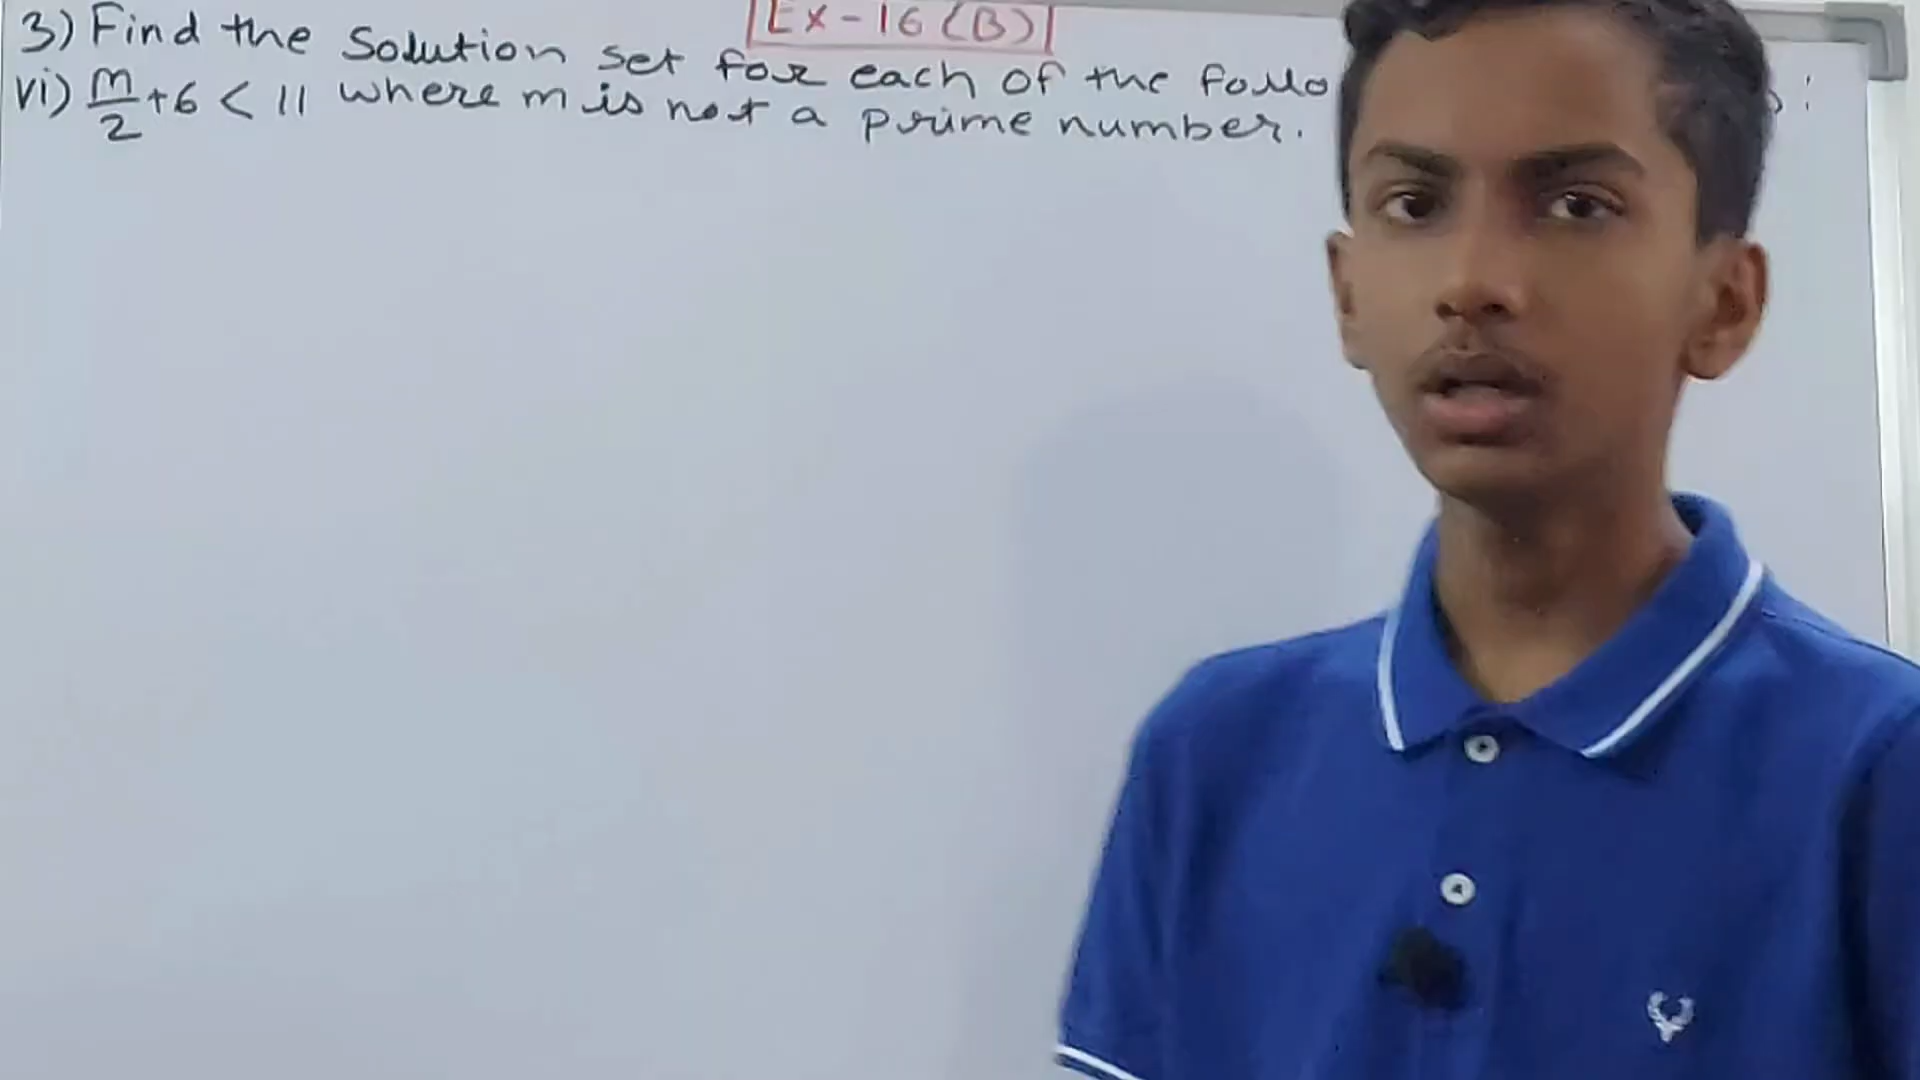 Ex-16(B)
3) Find the Solution set for each of the :
vi) m/2 + 6 < 11 where m is not a prime number.